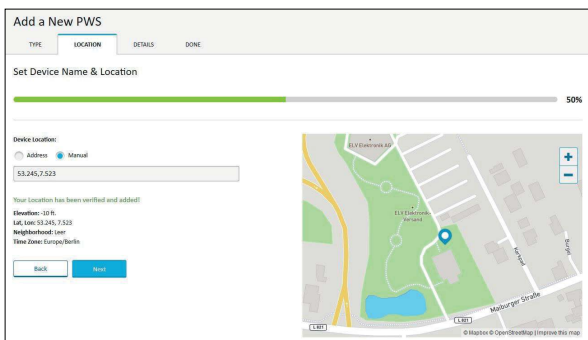 Add a New PWS
TYPE LOCATION DETAILS DONE
Set Device Name & Location
50%
Device Location:
Address Manual
53.245,7.523
Your Location has been verified and added!
Elevation: -10 ft.
Lat, Lon: 53.245, 7.523
Neighborhood: Leer
Time Zone: Europe/Berlin
Back Next
ELV Elektronik AG
+
−
ELV Elektronik-
Versand
Burgel
Maiburger Straße
L 821
L 821
© Mapbox © OpenStreetMap | Improve this map